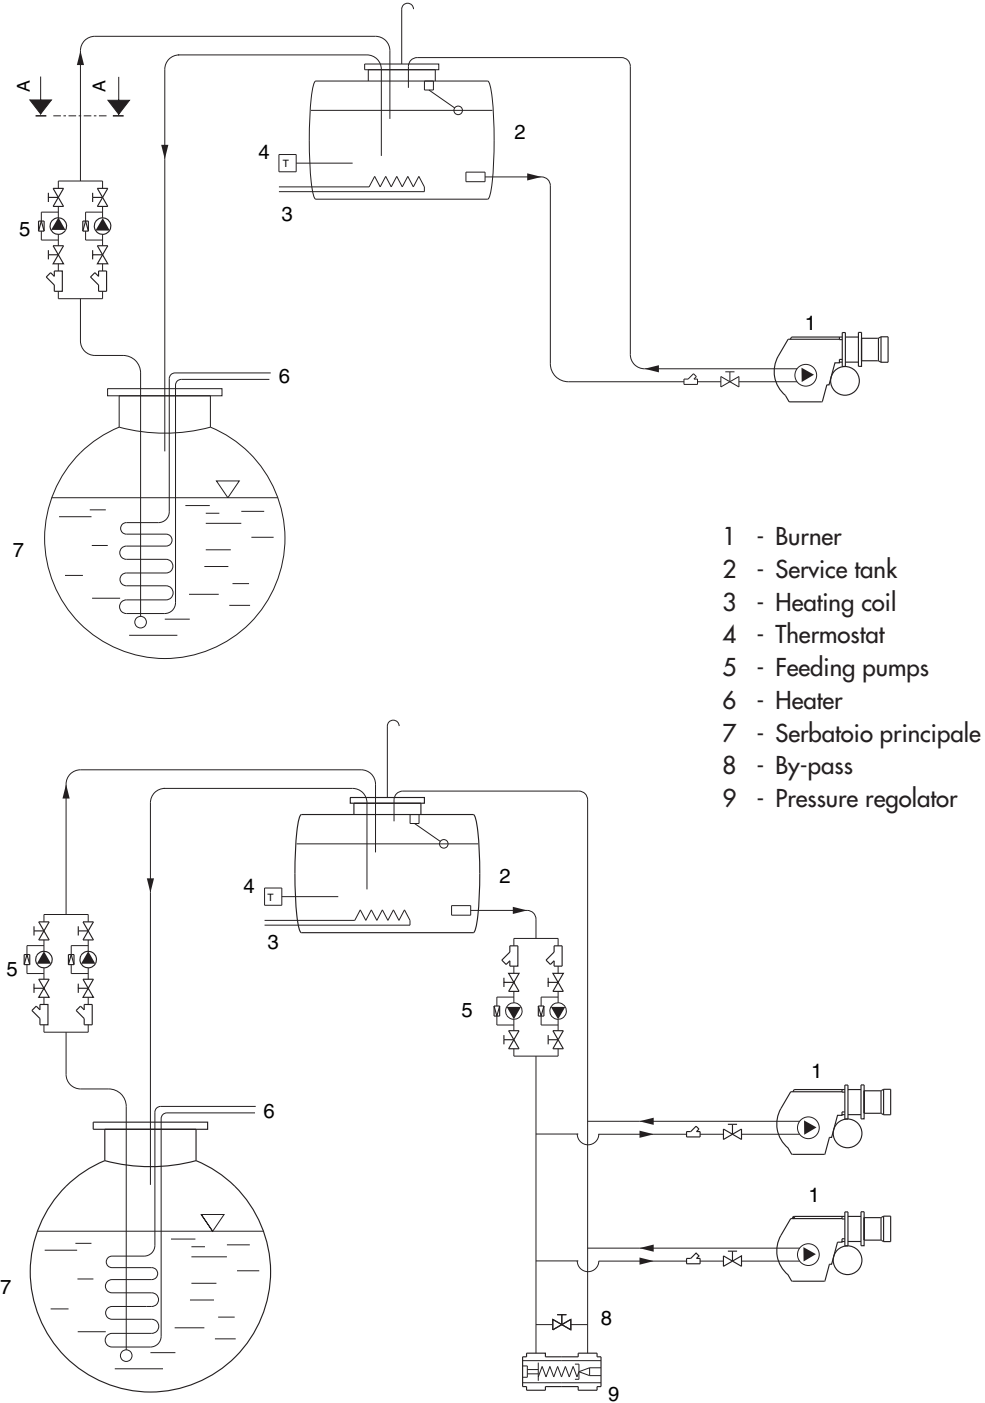 A A
2
4 T
3
5
1
6
7
1 - Burner
2 - Service tank
3 - Heating coil
4 - Thermostat
5 - Feeding pumps
6 - Heater
7 - Serbatoio principale
8 - By-pass
9 - Pressure regolator
2
4 T
3
5
5
1
6
1
7
8
9